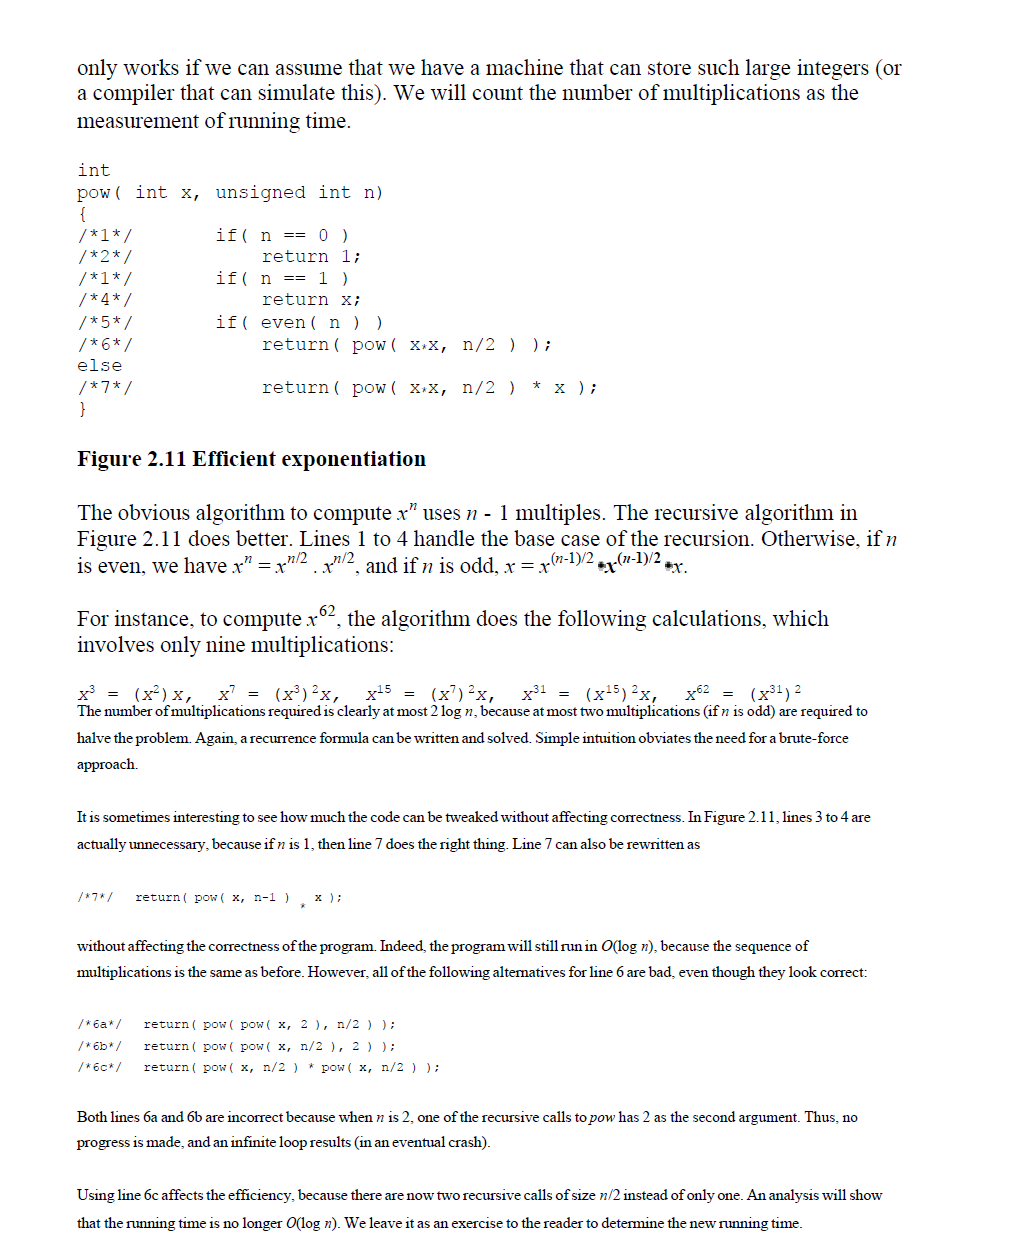 only works if we can assume that we have a machine that can store such large integers (or
a compiler that can simulate this). We will count the number of multiplications as the
measurement of running time.
int
pow( int x, unsigned int n)
{
/*1*/ if( n == 0 )
/*2*/ return 1;
/*1*/ if( n == 1 )
/*4*/ return x;
/*5*/ if( even( n ) )
/*6*/ return( pow( x*x, n/2 ) );
else
/*7*/ return( pow( x*x, n/2 ) * x );
}
Figure 2.11 Efficient exponentiation
The obvious algorithm to compute xⁿ uses n - 1 multiples. The recursive algorithm in
Figure 2.11 does better. Lines 1 to 4 handle the base case of the recursion. Otherwise, if n
is even, we have xⁿ = x^n/2 . x^n/2, and if n is odd, x = x^(n-1)/2 • x^(n-1)/2 • x.
For instance, to compute x⁶², the algorithm does the following calculations, which
involves only nine multiplications:
x³ = (x²)x, x⁷ = (x³)²x, x¹⁵ = (x⁷)²x, x³¹ = (x¹⁵)²x, x⁶² = (x³¹)²
The number of multiplications required is clearly at most 2 log n, because at most two multiplications (if n is odd) are required to
halve the problem. Again, a recurrence formula can be written and solved. Simple intuition obviates the need for a brute-force
approach.
It is sometimes interesting to see how much the code can be tweaked without affecting correctness. In Figure 2.11, lines 3 to 4 are
actually unnecessary, because if n is 1, then line 7 does the right thing. Line 7 can also be rewritten as
/*7*/ return( pow( x, n-1 ) * x );
without affecting the correctness of the program. Indeed, the program will still run in O(log n), because the sequence of
multiplications is the same as before. However, all of the following alternatives for line 6 are bad, even though they look correct:
/*6a*/ return( pow( pow( x, 2 ), n/2 ) );
/*6b*/ return( pow( pow( x, n/2 ), 2 ) );
/*6c*/ return( pow( x, n/2 ) * pow( x, n/2 ) );
Both lines 6a and 6b are incorrect because when n is 2, one of the recursive calls to pow has 2 as the second argument. Thus, no
progress is made, and an infinite loop results (in an eventual crash).
Using line 6c affects the efficiency, because there are now two recursive calls of size n/2 instead of only one. An analysis will show
that the running time is no longer O(log n). We leave it as an exercise to the reader to determine the new running time.